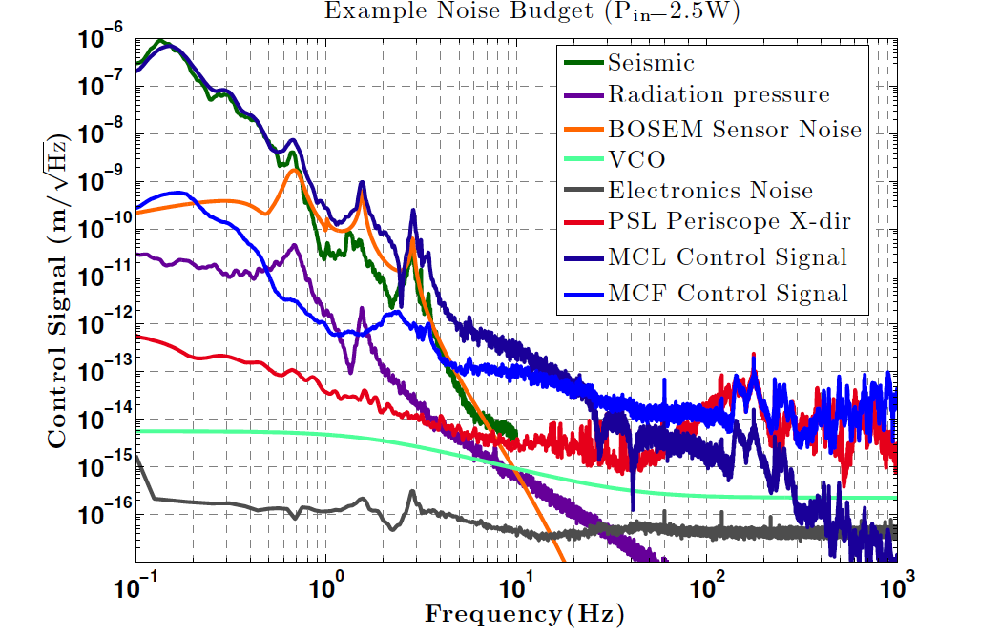 Example Noise Budget (P_in=2.5W)
Control Signal (m/√Hz)
10^−6
10^−7
10^−8
10^−9
10^−10
10^−11
10^−12
10^−13
10^−14
10^−15
10^−16
Seismic
Radiation pressure
BOSEM Sensor Noise
VCO
Electronics Noise
PSL Periscope X-dir
MCL Control Signal
MCF Control Signal
10^−1 10^0 10^1 10^2 10^3
Frequency(Hz)